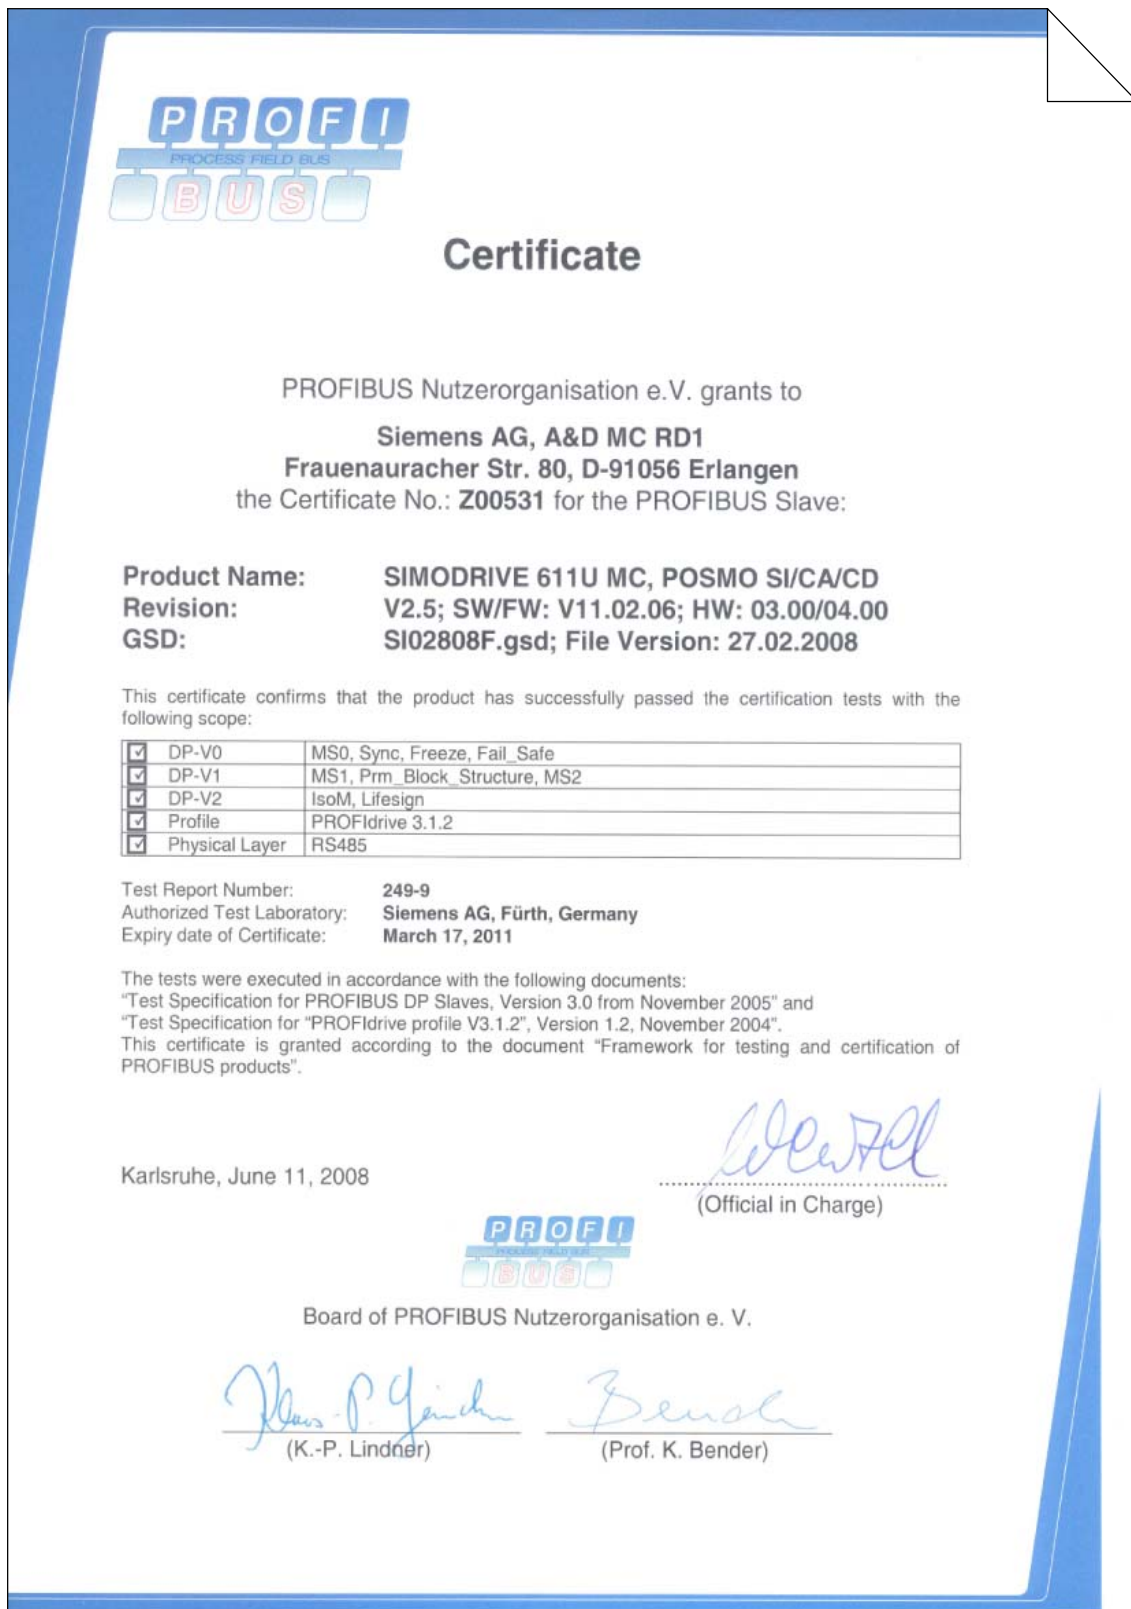 PROFI
PROCESS FIELD BUS
BUS
Certificate
PROFIBUS Nutzerorganisation e.V. grants to
Siemens AG, A&D MC RD1
Frauenauracher Str. 80, D-91056 Erlangen
the Certificate No.: Z00531 for the PROFIBUS Slave:
Product Name: SIMODRIVE 611U MC, POSMO SI/CA/CD
Revision: V2.5; SW/FW: V11.02.06; HW: 03.00/04.00
GSD: SI02808F.gsd; File Version: 27.02.2008
This certificate confirms that the product has successfully passed the certification tests with the
following scope:
DP-V0 MS0, Sync, Freeze, Fail_Safe
DP-V1 MS1, Prm_Block_Structure, MS2
DP-V2 IsoM, Lifesign
Profile PROFIdrive 3.1.2
Physical Layer RS485
Test Report Number: 249-9
Authorized Test Laboratory: Siemens AG, Fürth, Germany
Expiry date of Certificate: March 17, 2011
The tests were executed in accordance with the following documents:
"Test Specification for PROFIBUS DP Slaves, Version 3.0 from November 2005" and
"Test Specification for "PROFIdrive profile V3.1.2", Version 1.2, November 2004".
This certificate is granted according to the document "Framework for testing and certification of
PROFIBUS products".
Karlsruhe, June 11, 2008
(Official in Charge)
PROFI
PROCESS FIELD BUS
BUS
Board of PROFIBUS Nutzerorganisation e. V.
(K.-P. Lindner) (Prof. K. Bender)